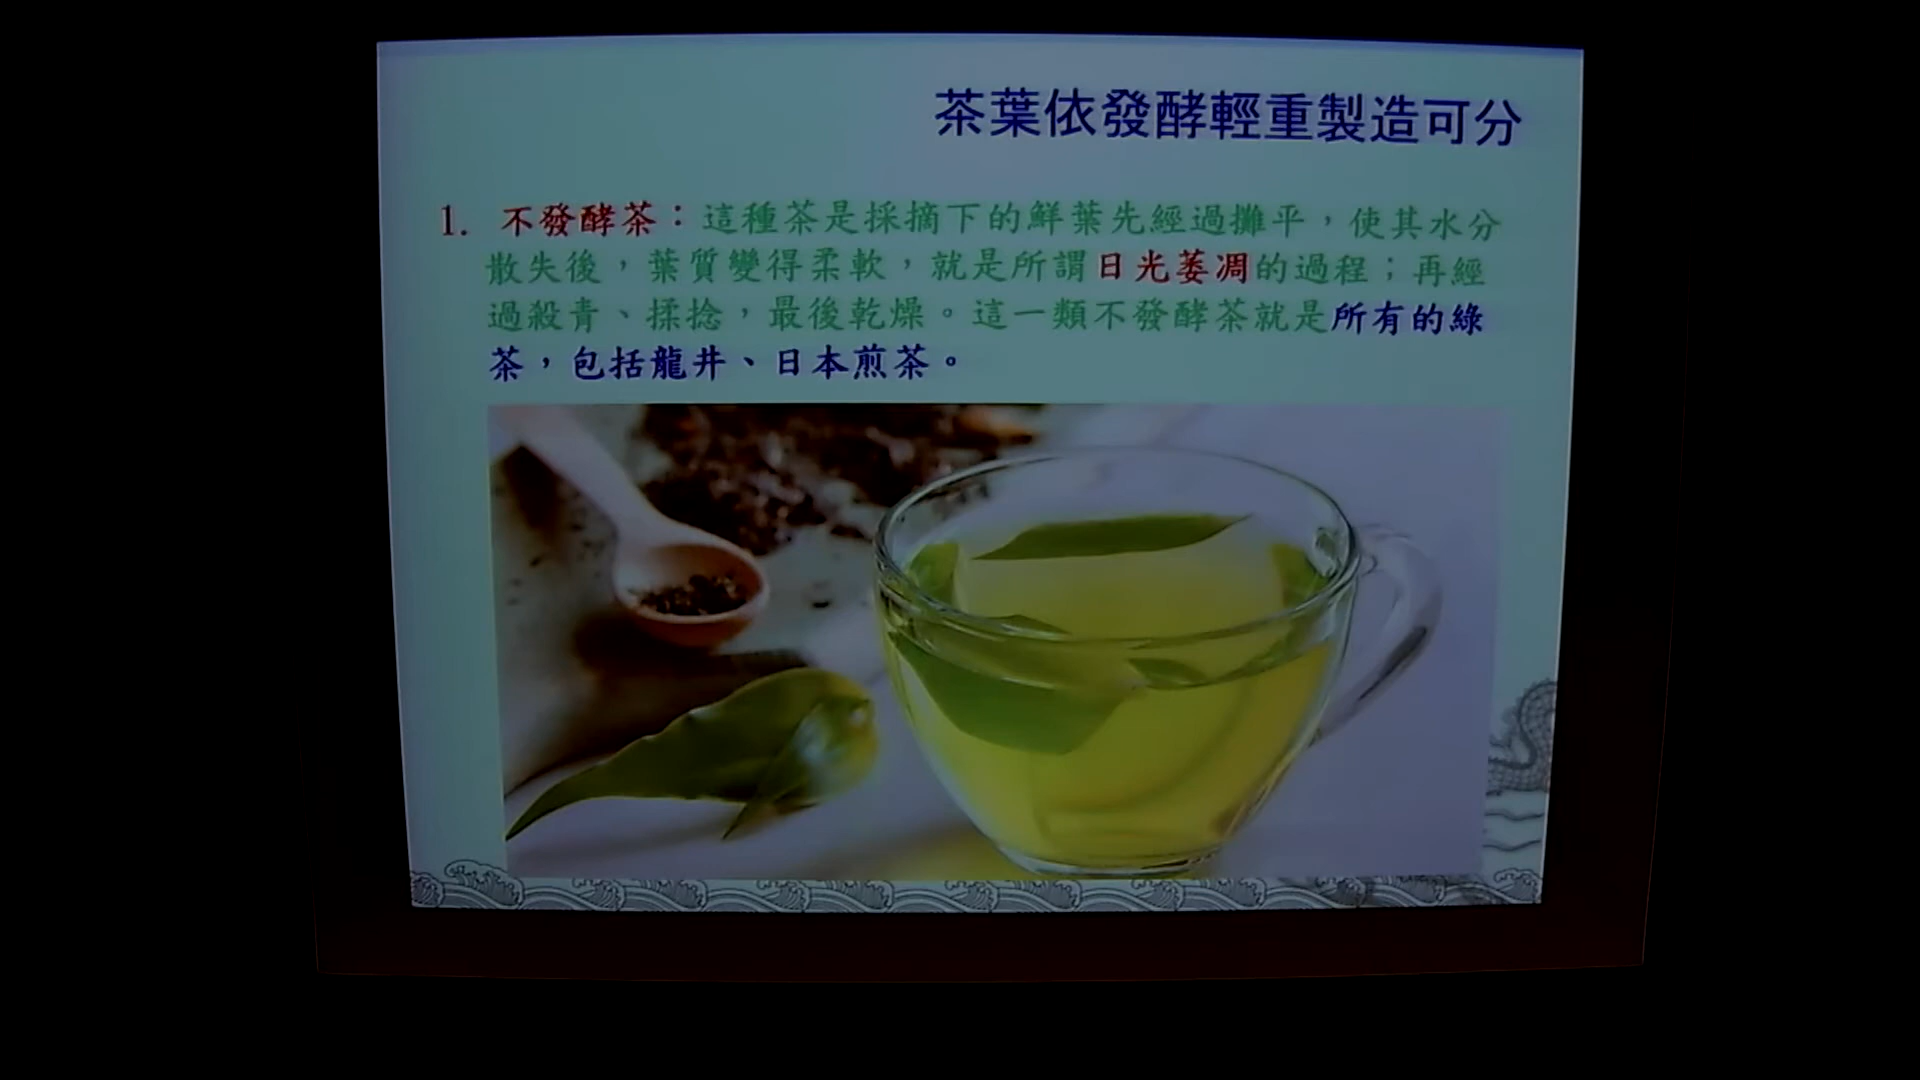 茶葉依發酵輕重製造可分
1. 不發酵茶：這種茶是採摘下的鮮葉先經過攤平，使其水分
散失後，葉質變得柔軟，就是所謂日光萎凋的過程；再經
過殺青、揉捻，最後乾燥。這一類不發酵茶就是所有的綠
茶，包括龍井、日本煎茶。